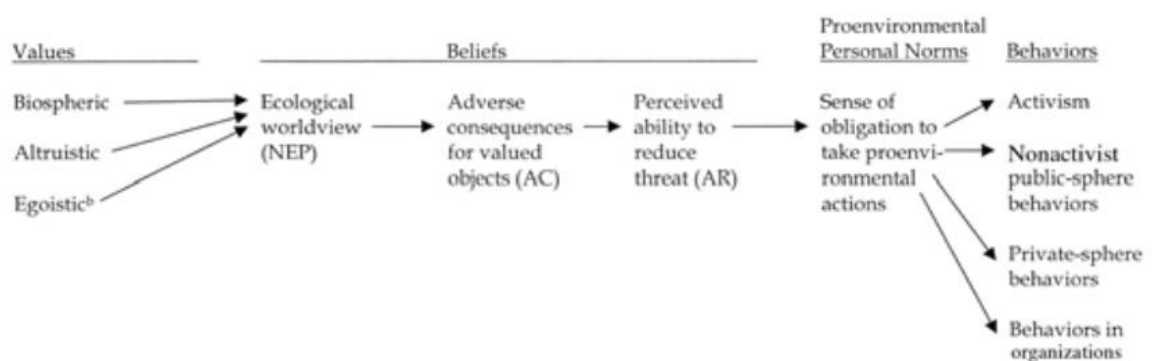 Values
Beliefs
Proenvironmental
Personal Norms
Behaviors
Biospheric
Altruistic
Egoisticᵇ
Ecological
worldview
(NEP)
Adverse
consequences
for valued
objects (AC)
Perceived
ability to
reduce
threat (AR)
Sense of
obligation to
take proenvi-
ronmental
actions
Activism
Nonactivist
public-sphere
behaviors
Private-sphere
behaviors
Behaviors in
organizations